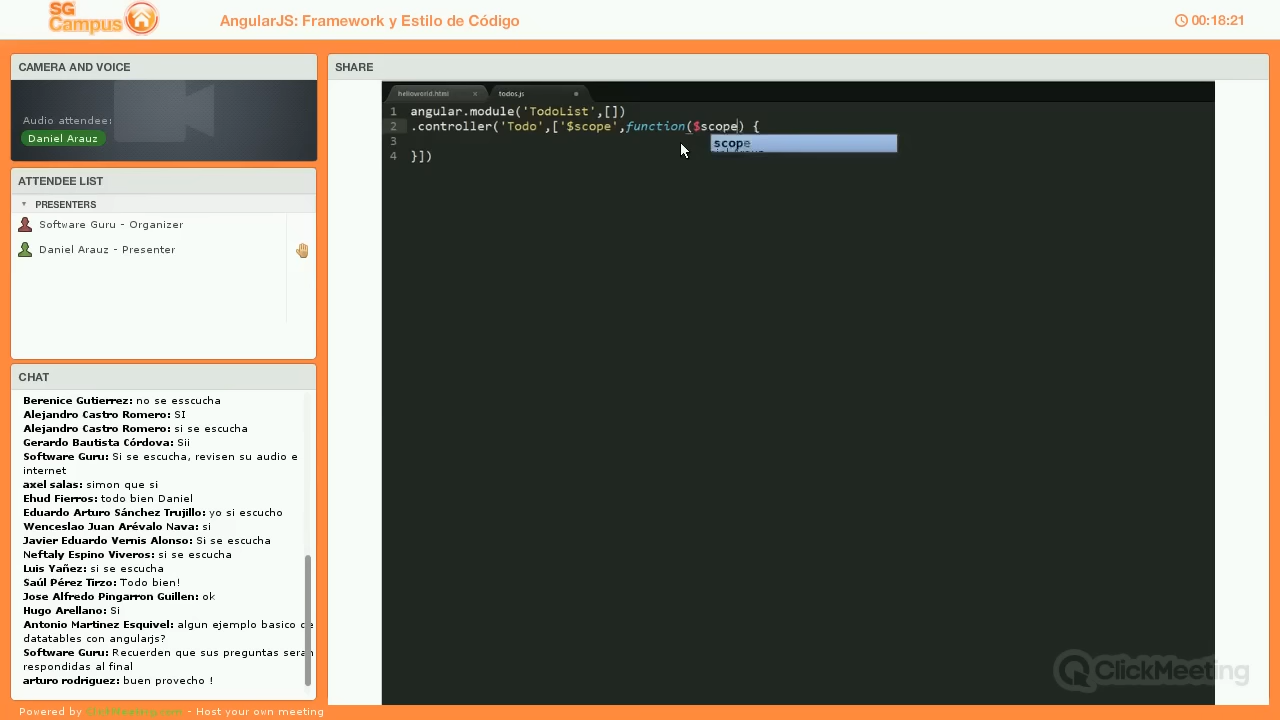 SG
Campus
AngularJS: Framework y Estilo de Código
00:18:21
CAMERA AND VOICE
Audio attendee:
Daniel Arauz
ATTENDEE LIST
PRESENTERS
Software Guru - Organizer
Daniel Arauz - Presenter
CHAT
Berenice Gutierrez: no se esscucha
Alejandro Castro Romero: SI
Alejandro Castro Romero: si se escucha
Gerardo Bautista Córdova: Sii
Software Guru: Si se escucha, revisen su audio e
internet
axel salas: simon que si
Ehud Fierros: todo bien Daniel
Eduardo Arturo Sánchez Trujillo: yo si escucho
Wenceslao Juan Arévalo Nava: si
Javier Eduardo Vernis Alonso: Si se escucha
Neftaly Espino Viveros: si se escucha
Luis Yañez: si se escucha
Saúl Pérez Tirzo: Todo bien!
Jose Alfredo Pingarron Guillen: ok
Hugo Arellano: Si
Antonio Martinez Esquivel: algun ejemplo basico de
datatables con angularjs?
Software Guru: Recuerden que sus preguntas seran
respondidas al final
arturo rodriguez: buen provecho !
Powered by ClickMeeting.com - Host your own meeting
SHARE
helloworld.html
todos.js
1 angular.module('TodoList',[])
2 .controller('Todo',['$scope',function($scope) {
3
4 }])
scope
ClickMeeting